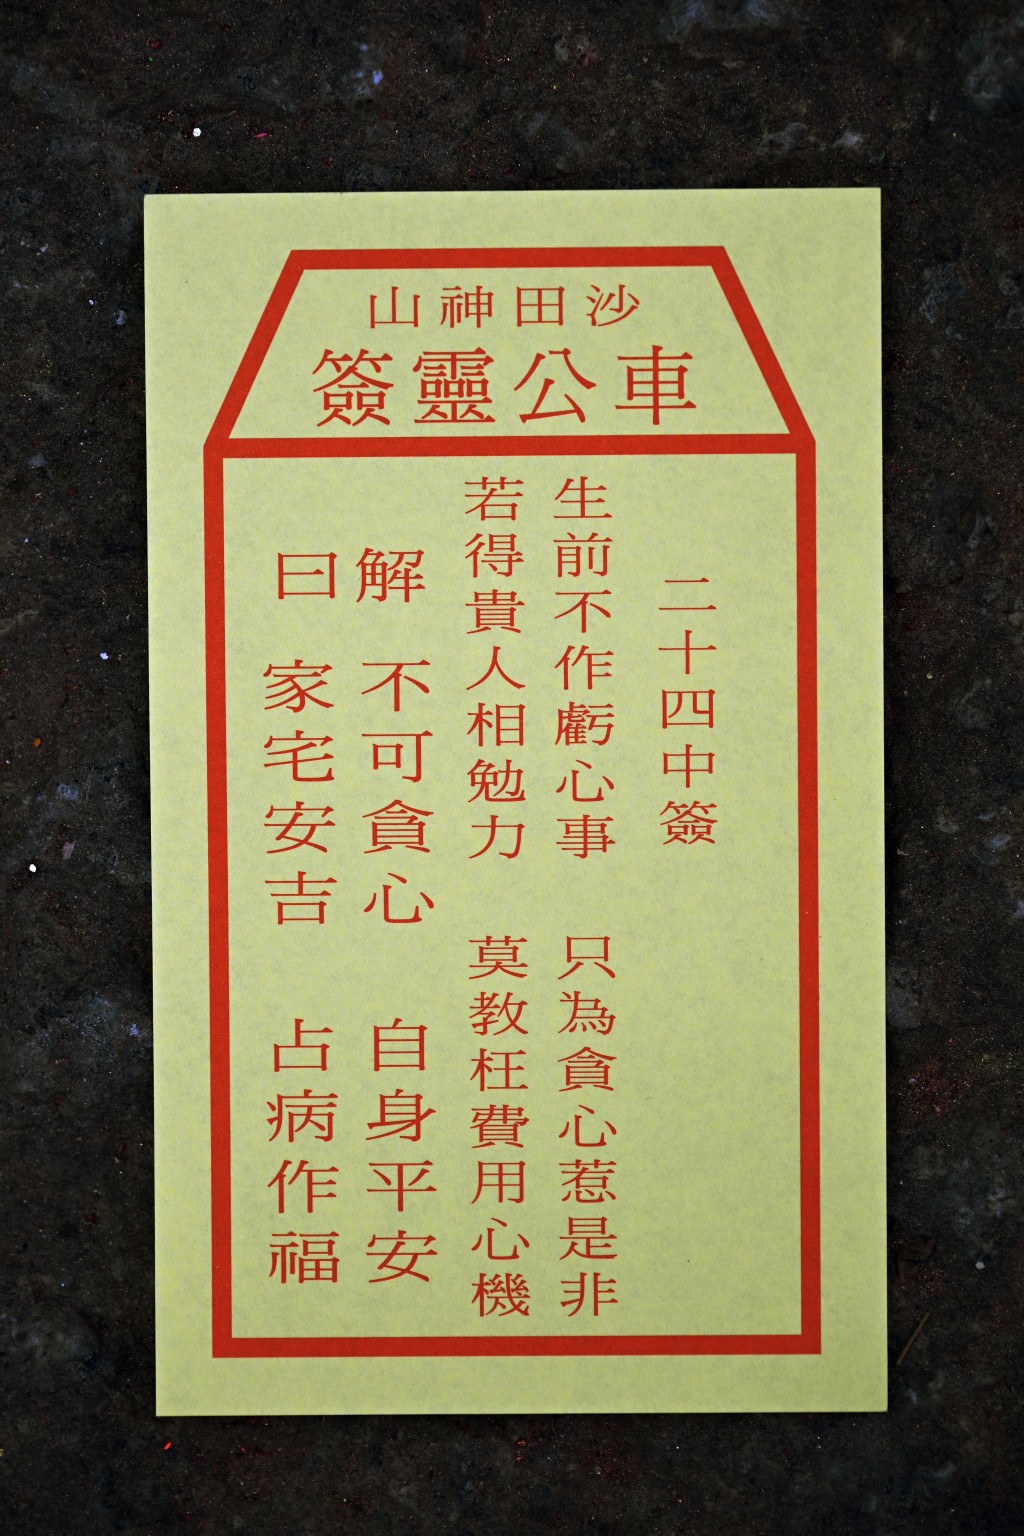 沙田神山
車公靈簽
二十四中簽
生前不作虧心事 只為貪心惹是非
若得貴人相勉力 莫教枉費用心機
解曰
不可貪心 自身平安
家宅安吉 占病作福